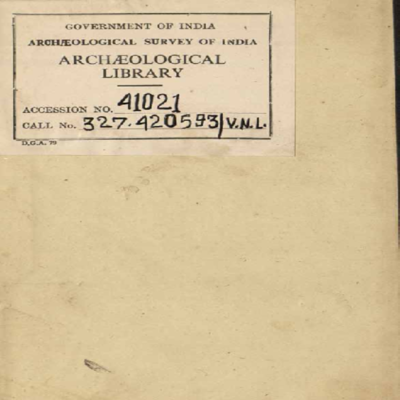 GOVERNMENT OF INDIA
ARCHÆOLOGICAL SURVEY OF INDIA
ARCHÆOLOGICAL
LIBRARY
ACCESSION NO. 41021
CALL No. 327.420593/V.N.L.
D.G.A. 79